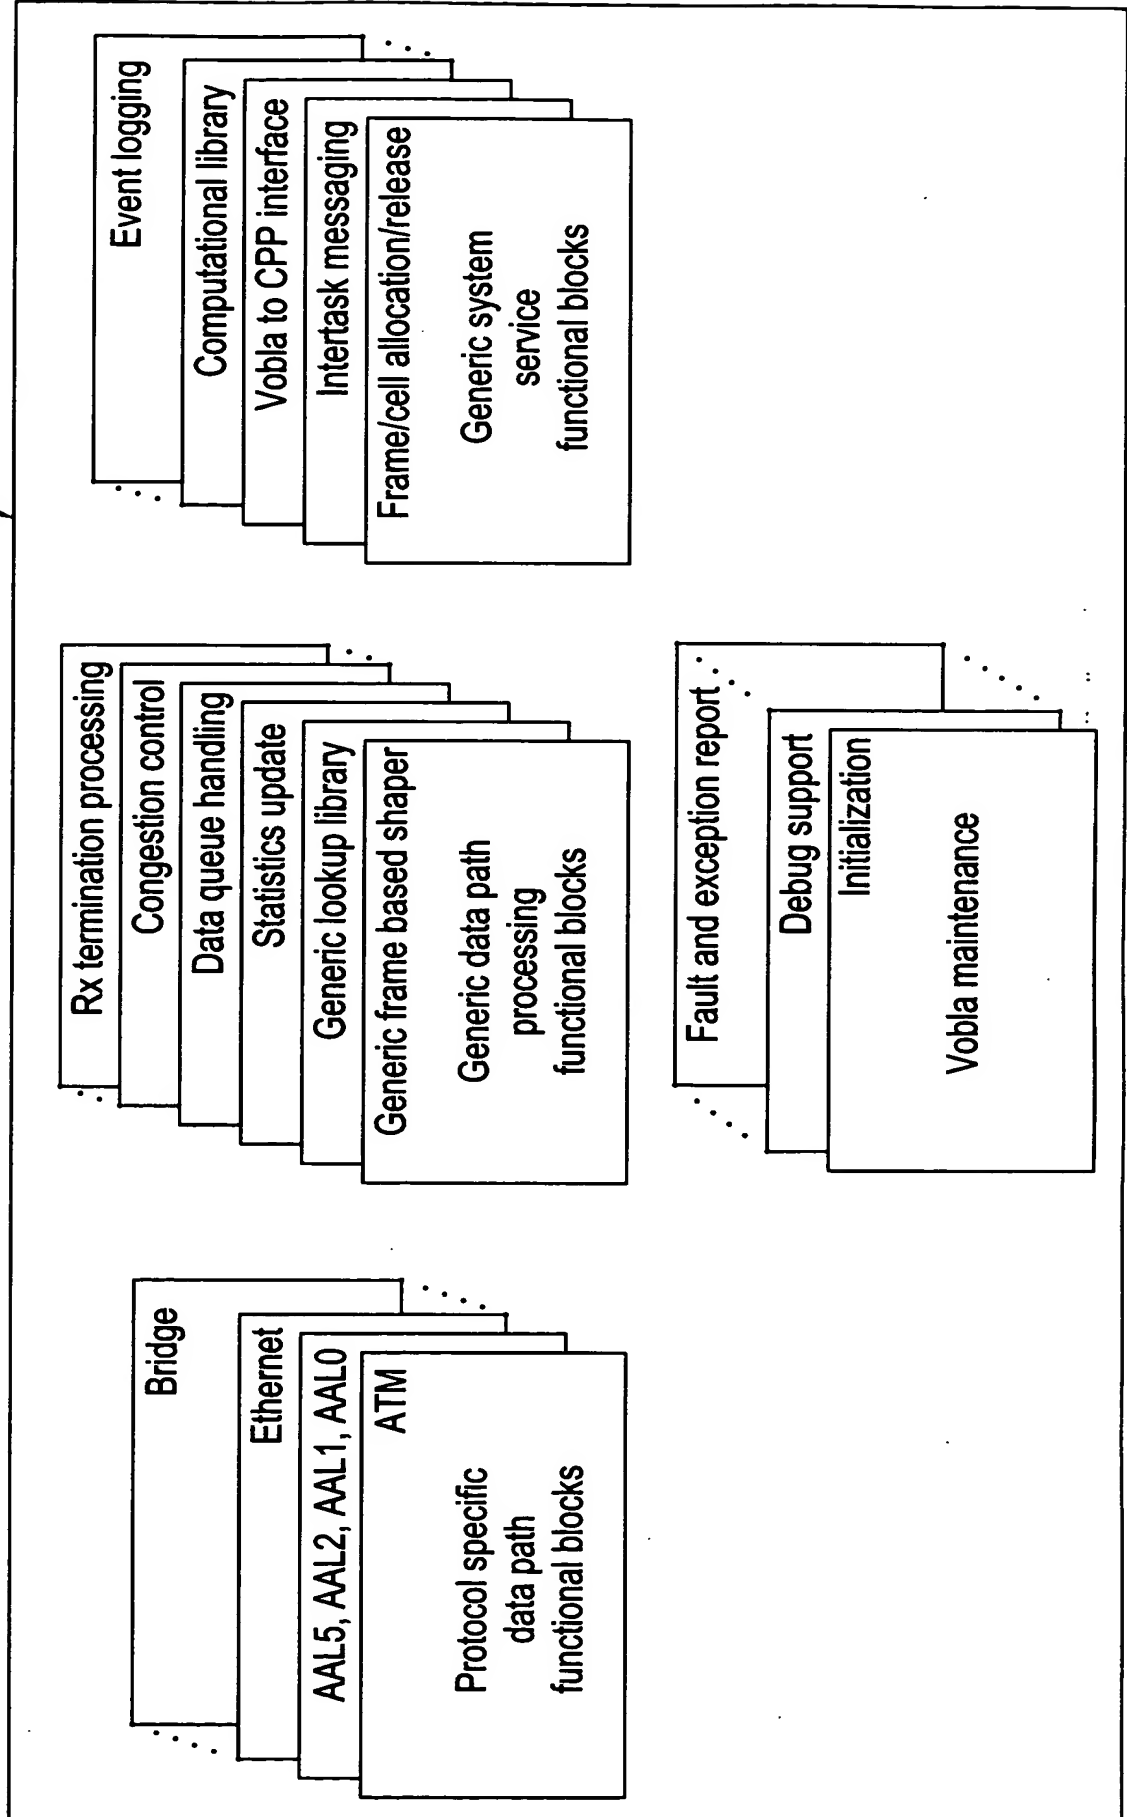 Bridge
Ethernet
AAL5, AAL2, AAL1, AAL0
ATM
Protocol specific
data path
functional blocks
Rx termination processing
Congestion control
Data queue handling
Statistics update
Generic lookup library
Generic frame based shaper
Generic data path
processing
functional blocks
Event logging
Computational library
Vobla to CPP interface
Intertask messaging
Frame/cell allocation/release
Generic system
service
functional blocks
Fault and exception report
Debug support
Initialization
Vobla maintenance